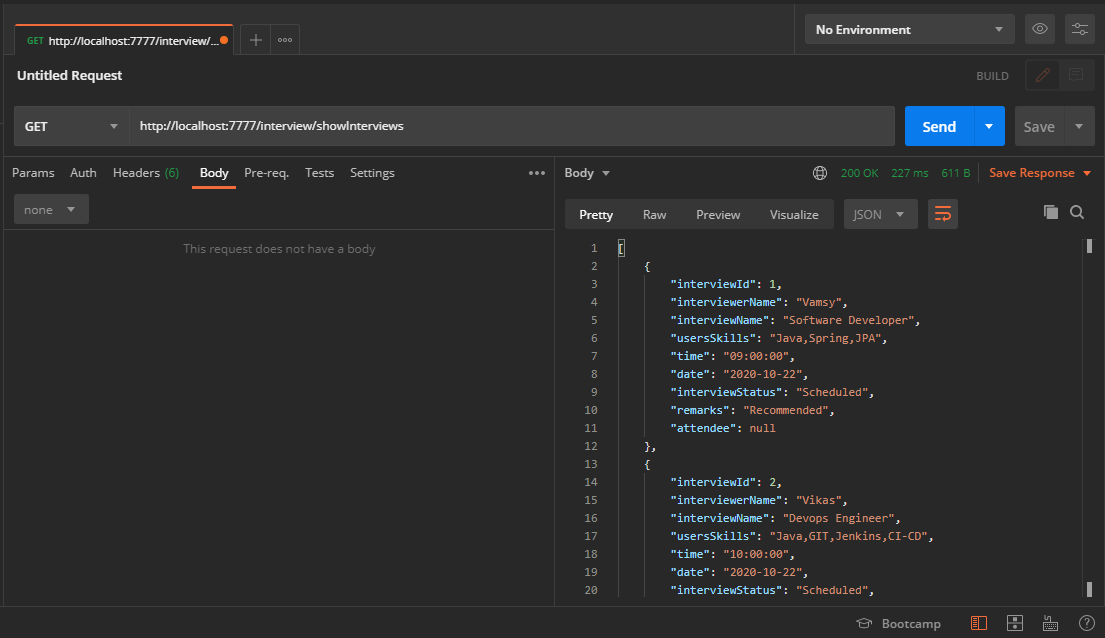 GET http://localhost:7777/interview/...
No Environment
Untitled Request
BUILD
GET http://localhost:7777/interview/showInterviews
Send
Save
Params Auth Headers (6) Body Pre-req. Tests Settings
none
This request does not have a body
Body 200 OK 227 ms 611 B Save Response
Pretty Raw Preview Visualize JSON
1 [
2 {
3 "interviewId": 1,
4 "interviewerName": "Vamsy",
5 "interviewName": "Software Developer",
6 "usersSkills": "Java,Spring,JPA",
7 "time": "09:00:00",
8 "date": "2020-10-22",
9 "interviewStatus": "Scheduled",
10 "remarks": "Recommended",
11 "attendee": null
12 },
13 {
14 "interviewId": 2,
15 "interviewerName": "Vikas",
16 "interviewName": "Devops Engineer",
17 "usersSkills": "Java,GIT,Jenkins,CI-CD",
18 "time": "10:00:00",
19 "date": "2020-10-22",
20 "interviewStatus": "Scheduled",
Bootcamp